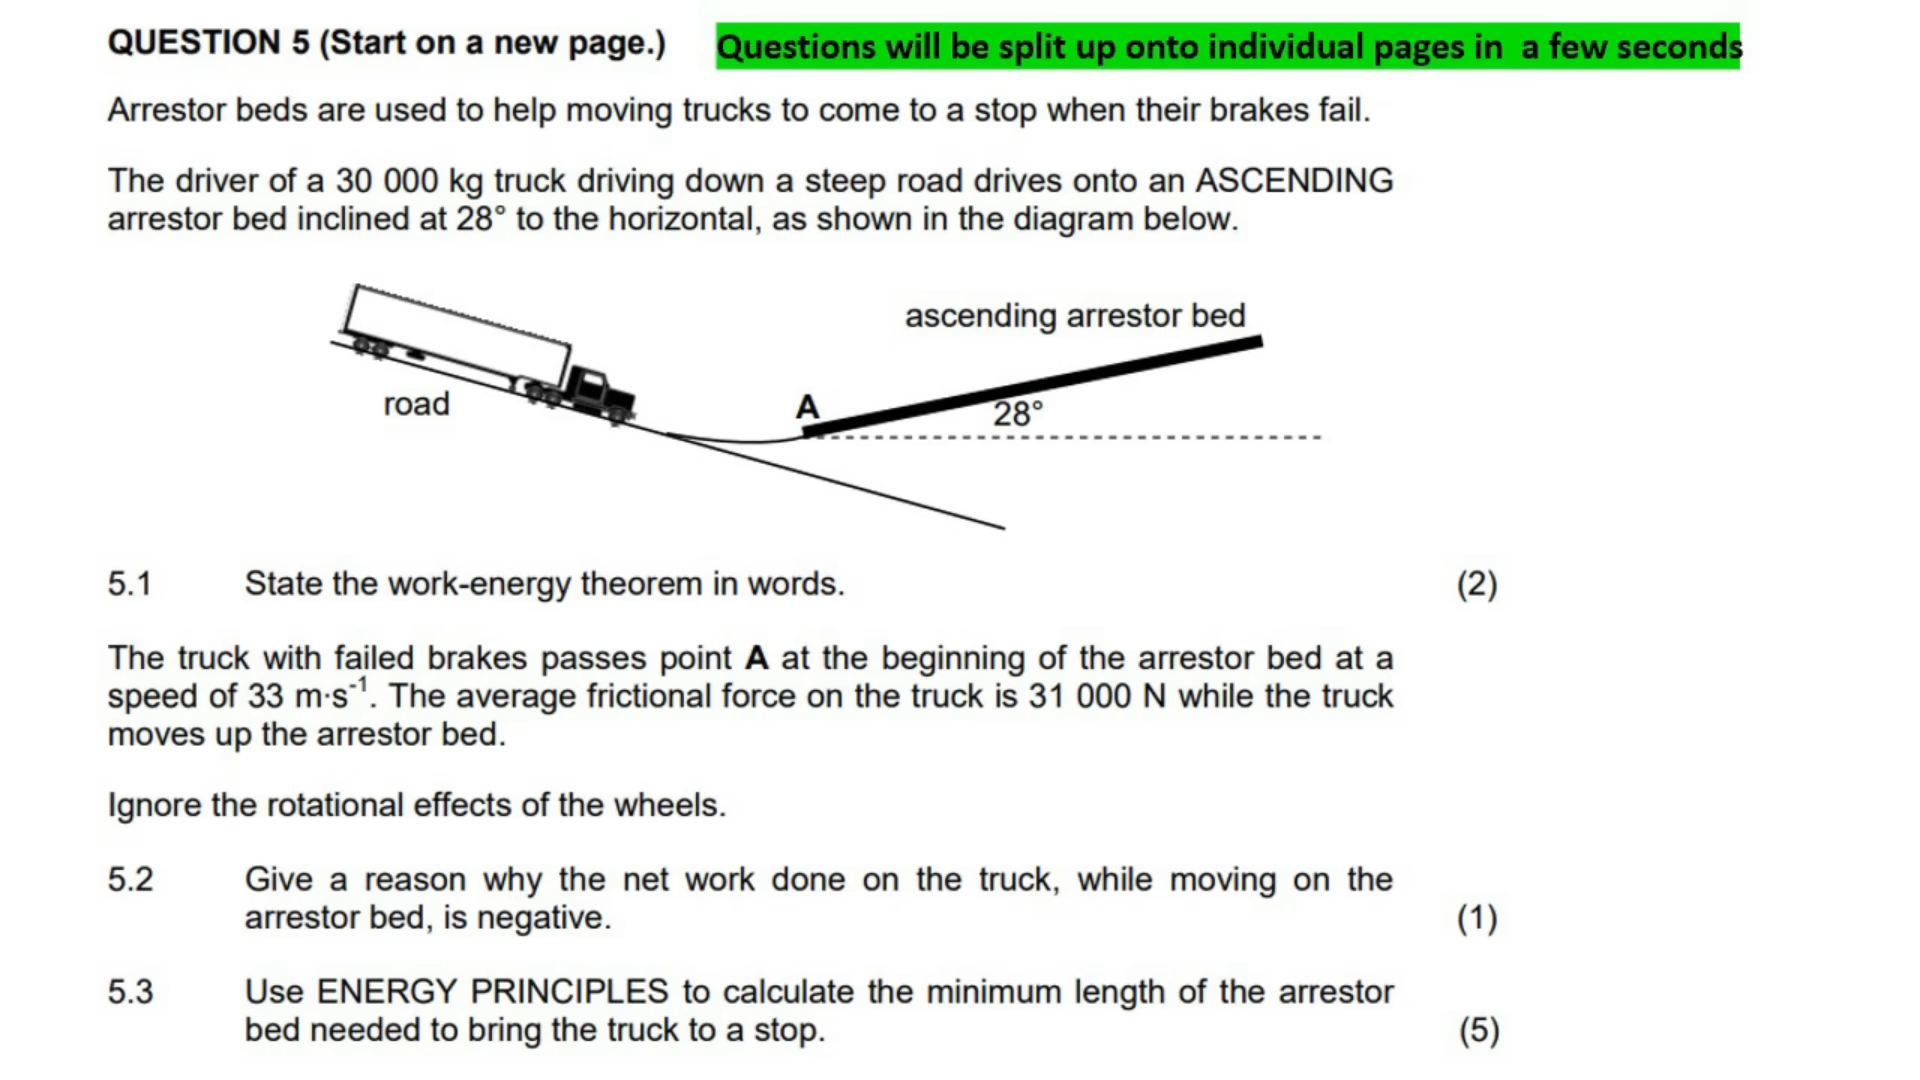 QUESTION 5 (Start on a new page.)
Questions will be split up onto individual pages in a few seconds
Arrestor beds are used to help moving trucks to come to a stop when their brakes fail.
The driver of a 30 000 kg truck driving down a steep road drives onto an ASCENDING
arrestor bed inclined at 28° to the horizontal, as shown in the diagram below.
ascending arrestor bed
road
A
28°
5.1 State the work-energy theorem in words. (2)
The truck with failed brakes passes point A at the beginning of the arrestor bed at a
speed of 33 m·s⁻¹. The average frictional force on the truck is 31 000 N while the truck
moves up the arrestor bed.
Ignore the rotational effects of the wheels.
5.2 Give a reason why the net work done on the truck, while moving on the
arrestor bed, is negative. (1)
5.3 Use ENERGY PRINCIPLES to calculate the minimum length of the arrestor
bed needed to bring the truck to a stop. (5)